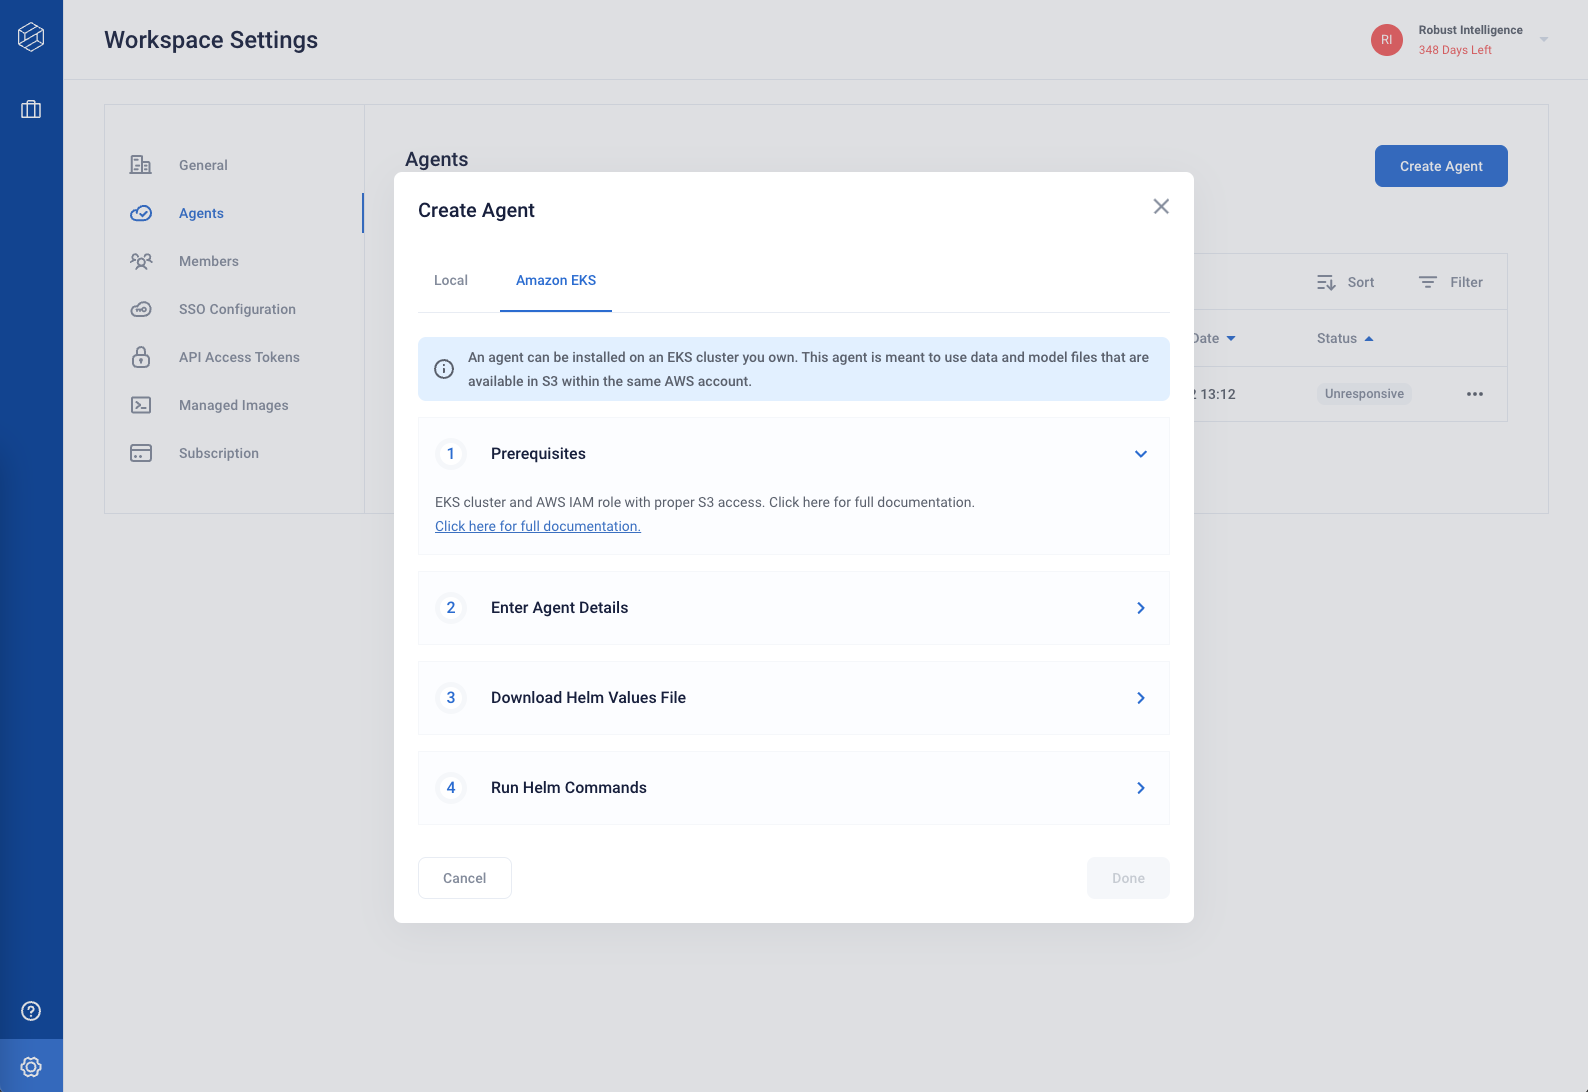 Workspace Settings
RI
Robust Intelligence
348 Days Left
General
Agents
Members
SSO Configuration
API Access Tokens
Managed Images
Subscription
Agents
Create Agent
Sort
Filter
Date
Status
13:12
Unresponsive
Create Agent
Local
Amazon EKS
An agent can be installed on an EKS cluster you own. This agent is meant to use data and model files that are
available in S3 within the same AWS account.
1
Prerequisites
EKS cluster and AWS IAM role with proper S3 access. Click here for full documentation.
Click here for full documentation.
2
Enter Agent Details
3
Download Helm Values File
4
Run Helm Commands
Cancel
Done